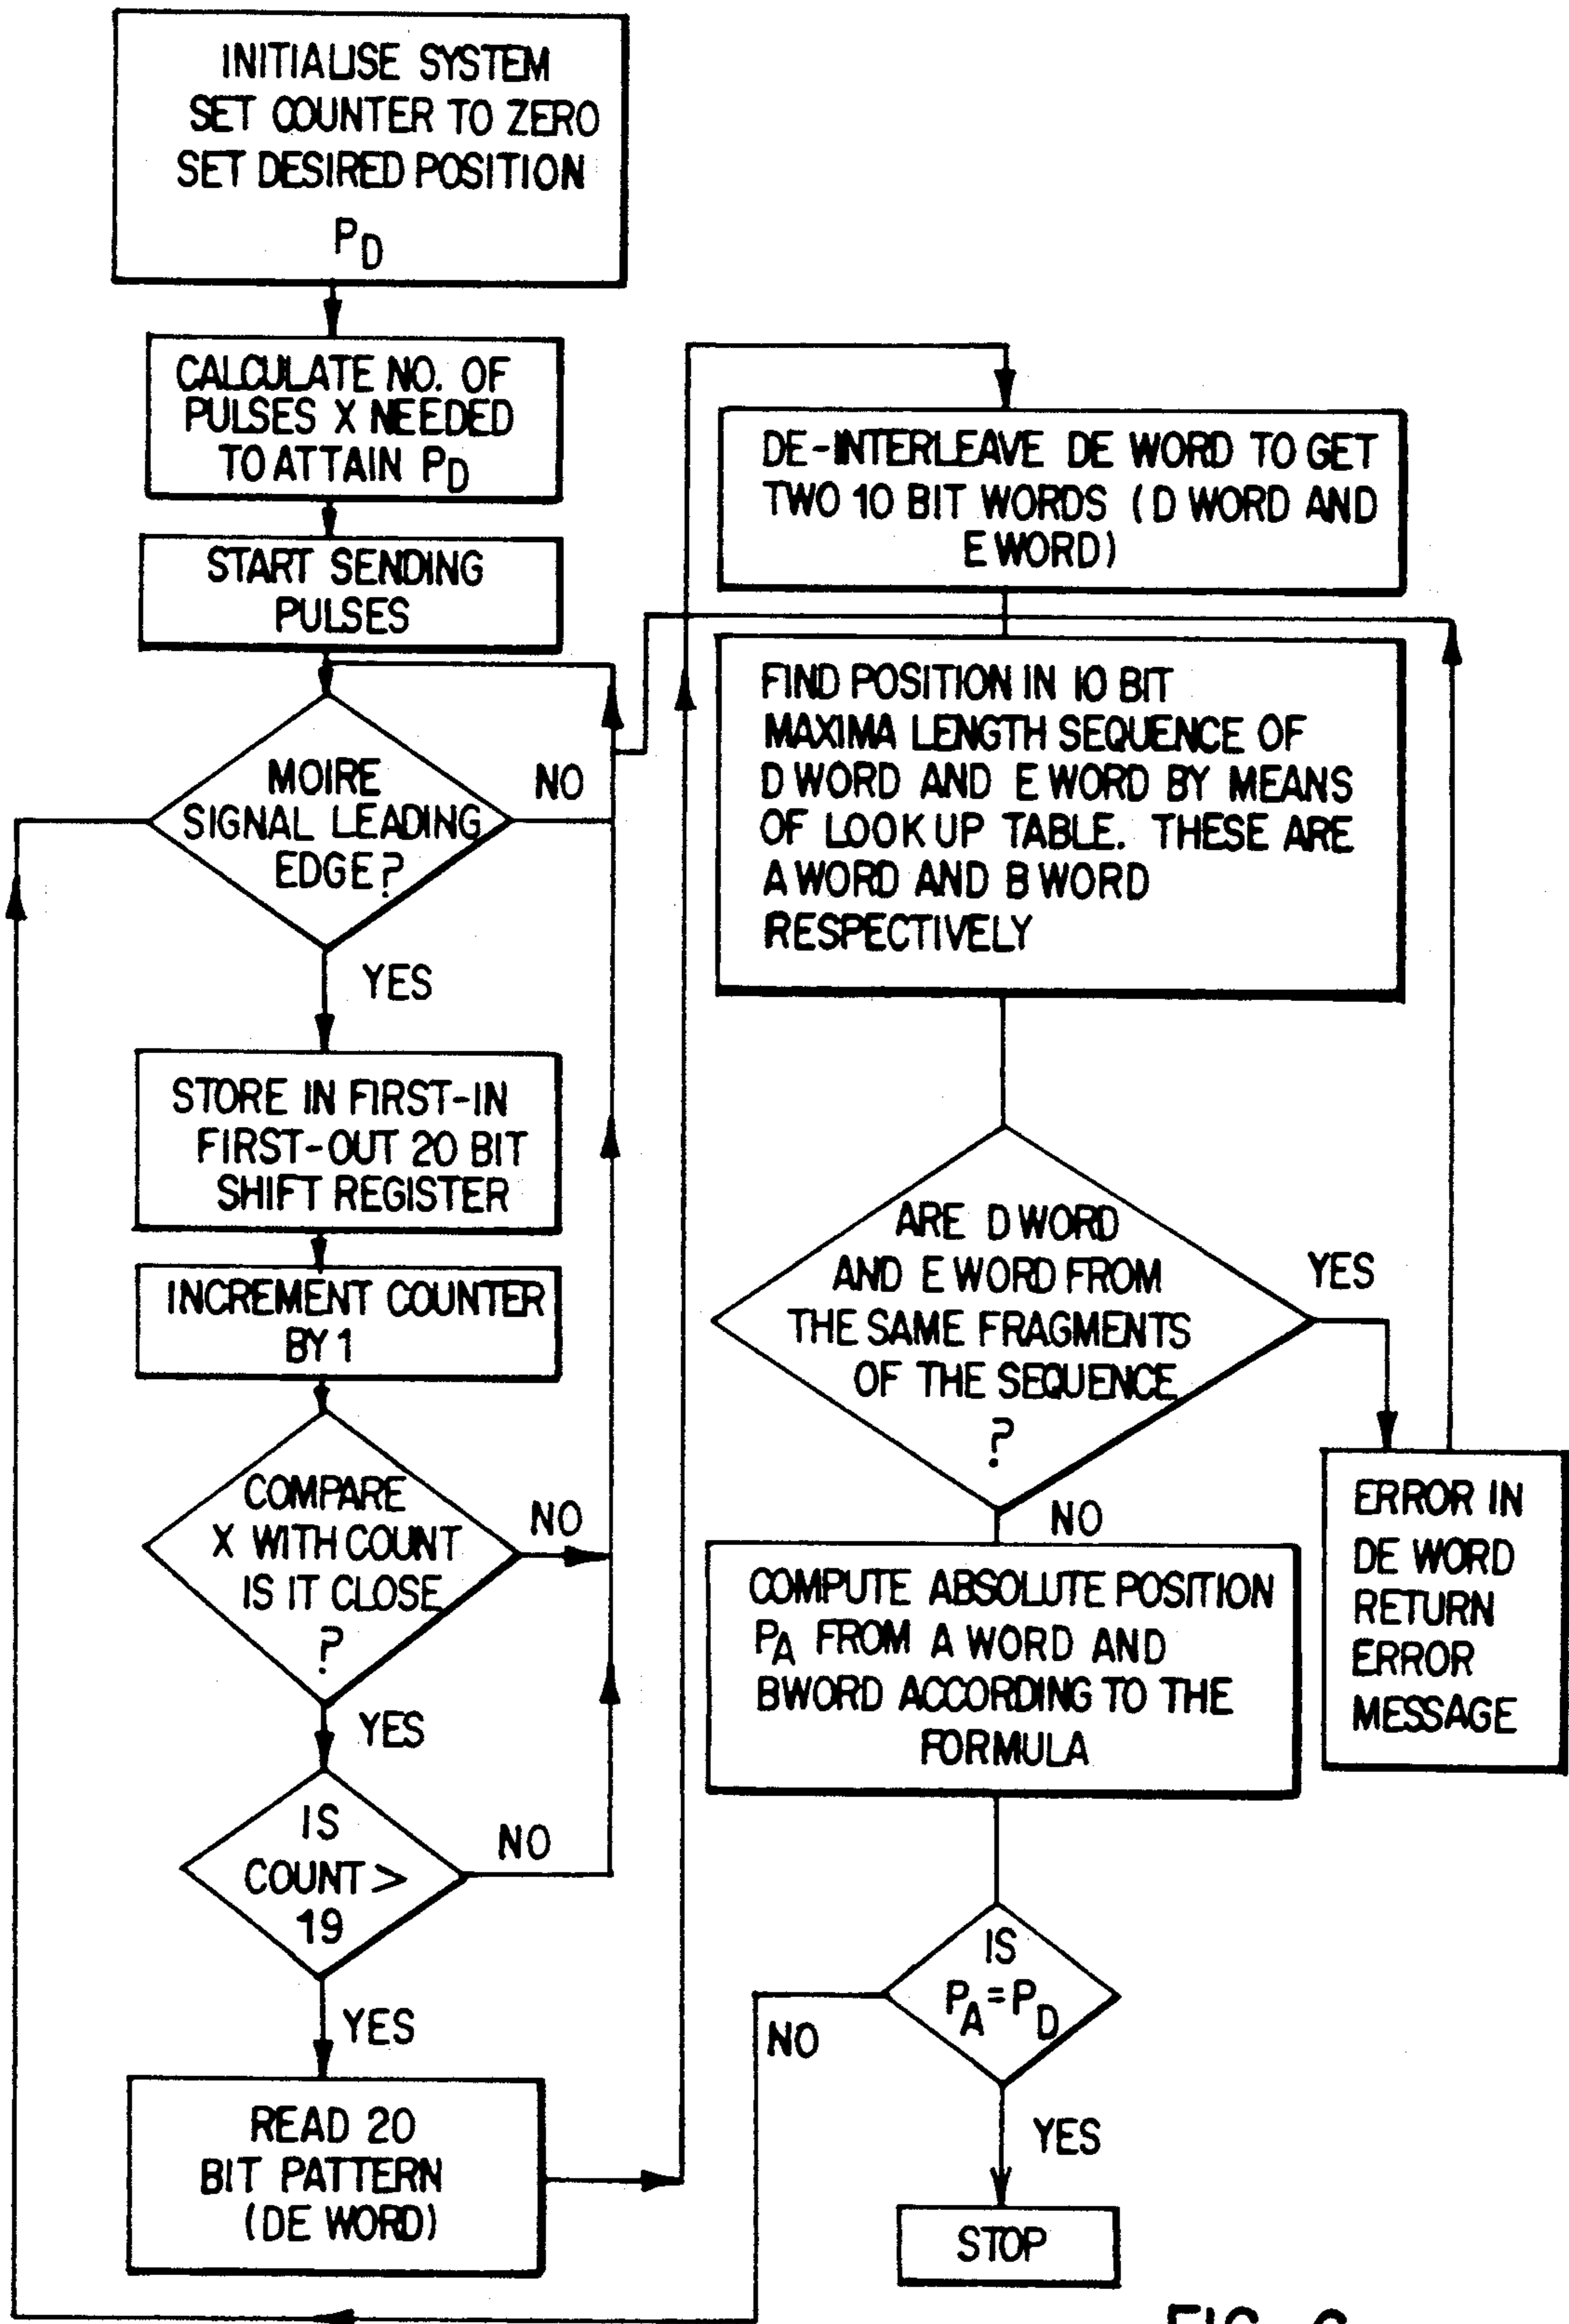 INITIALISE SYSTEM
SET COUNTER TO ZERO
SET DESIRED POSITION
PD
CALCULATE NO. OF
PULSES X NEEDED
TO ATTAIN PD
START SENDING
PULSES
MOIRE
SIGNAL LEADING
EDGE?
NO
YES
STORE IN FIRST-IN
FIRST-OUT 20 BIT
SHIFT REGISTER
INCREMENT COUNTER
BY 1
COMPARE
X WITH COUNT
IS IT CLOSE
?
NO
YES
IS
COUNT >
19
NO
YES
READ 20
BIT PATTERN
(DE WORD)
DE-INTERLEAVE DE WORD TO GET
TWO 10 BIT WORDS (D WORD AND
E WORD)
FIND POSITION IN 10 BIT
MAXIMA LENGTH SEQUENCE OF
D WORD AND E WORD BY MEANS
OF LOOK UP TABLE. THESE ARE
A WORD AND B WORD
RESPECTIVELY
ARE D WORD
AND E WORD FROM
THE SAME FRAGMENTS
OF THE SEQUENCE
?
YES
NO
ERROR IN
DE WORD
RETURN
ERROR
MESSAGE
COMPUTE ABSOLUTE POSITION
PA FROM A WORD AND
BWORD ACCORDING TO THE
FORMULA
IS
PA=PD
NO
YES
STOP